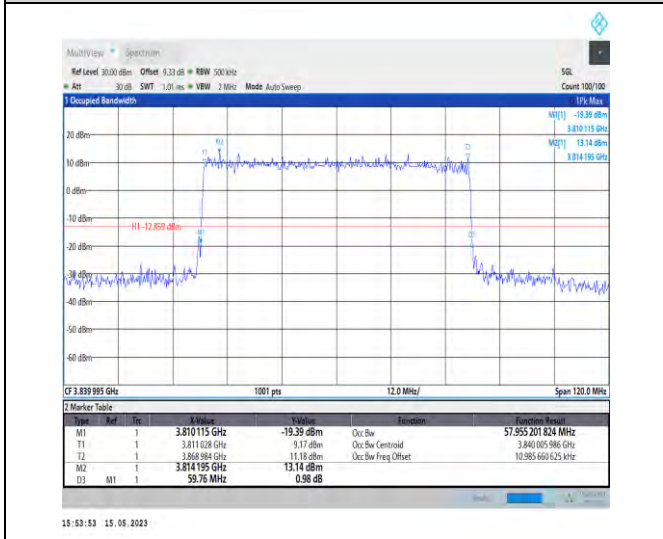 MultiView Spectrum
Ref Level 30.00 dBm Offset 9.33 dB RBW 500 kHz SGL
Att 30 dB SWT 1.01 ms VBW 2 MHz Mode Auto Sweep Count 100/100
1 Occupied Bandwidth 1Pk Max
M1[1] -19.39 dBm
3.810 115 GHz
M2[1] 13.14 dBm
3.814 195 GHz
20 dBm
10 dBm
0 dBm
-10 dBm
H1 -12.859 dBm
-30 dBm
-40 dBm
-50 dBm
-60 dBm
CF 3.839 995 GHz 1001 pts 12.0 MHz/ Span 120.0 MHz
2 Marker Table
Type Ref Trc X-Value Y-Value Function Function Result
M1 1 3.810 115 GHz -19.39 dBm Occ Bw 57.955 201 824 MHz
T1 1 3.811 028 GHz 9.17 dBm Occ Bw Centroid 3.840 005 986 GHz
T2 1 3.868 984 GHz 11.18 dBm Occ Bw Freq Offset 10.985 660 625 kHz
M2 1 3.814 195 GHz 13.14 dBm
D3 M1 1 59.76 MHz 0.98 dB
15:53:53 15.05.2023